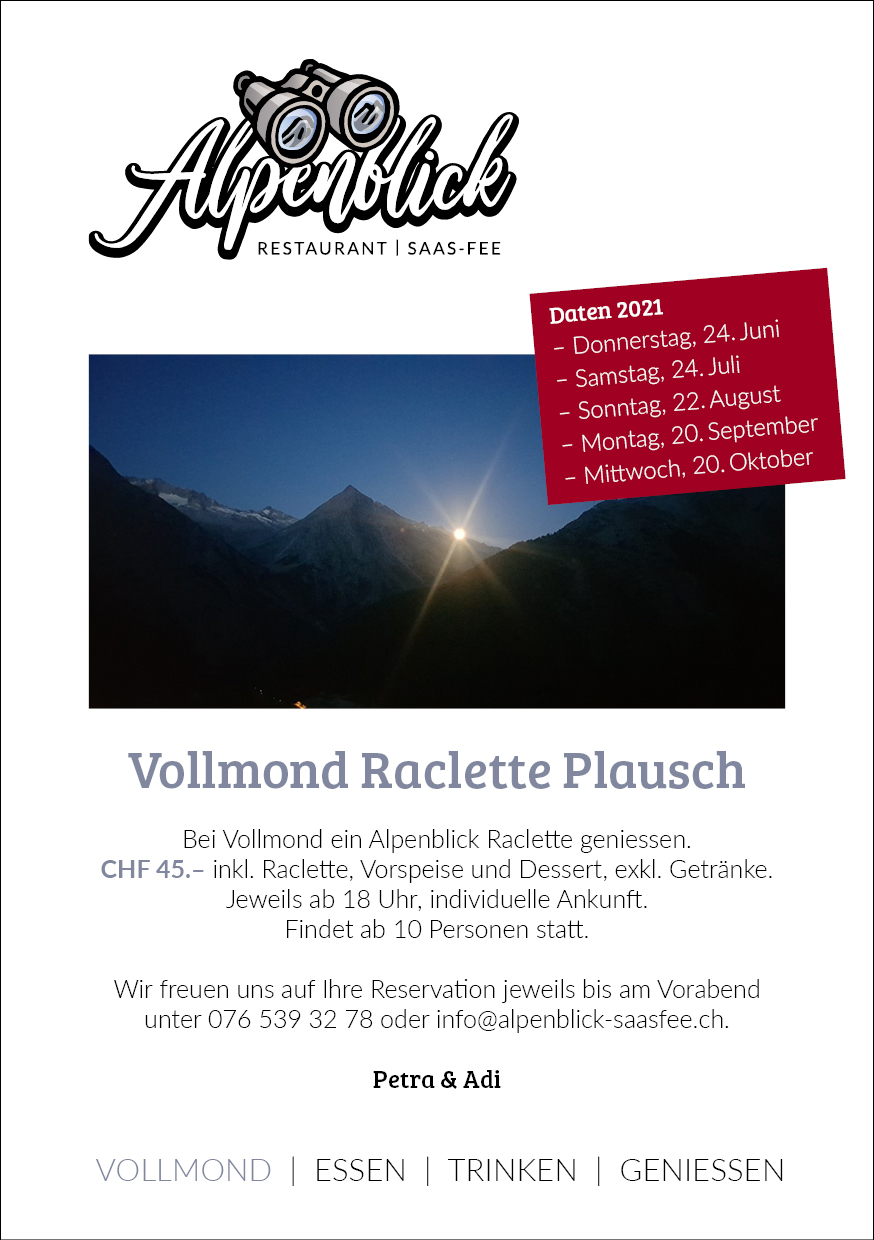 Alpenblick
RESTAURANT | SAAS-FEE
Daten 2021
– Donnerstag, 24. Juni
– Samstag, 24. Juli
– Sonntag, 22. August
– Montag, 20. September
– Mittwoch, 20. Oktober
Vollmond Raclette Plausch
Bei Vollmond ein Alpenblick Raclette geniessen.
CHF 45.– inkl. Raclette, Vorspeise und Dessert, exkl. Getränke.
Jeweils ab 18 Uhr, individuelle Ankunft.
Findet ab 10 Personen statt.
Wir freuen uns auf Ihre Reservation jeweils bis am Vorabend
unter 076 539 32 78 oder info@alpenblick-saasfee.ch.
Petra & Adi
VOLLMOND | ESSEN | TRINKEN | GENIESSEN